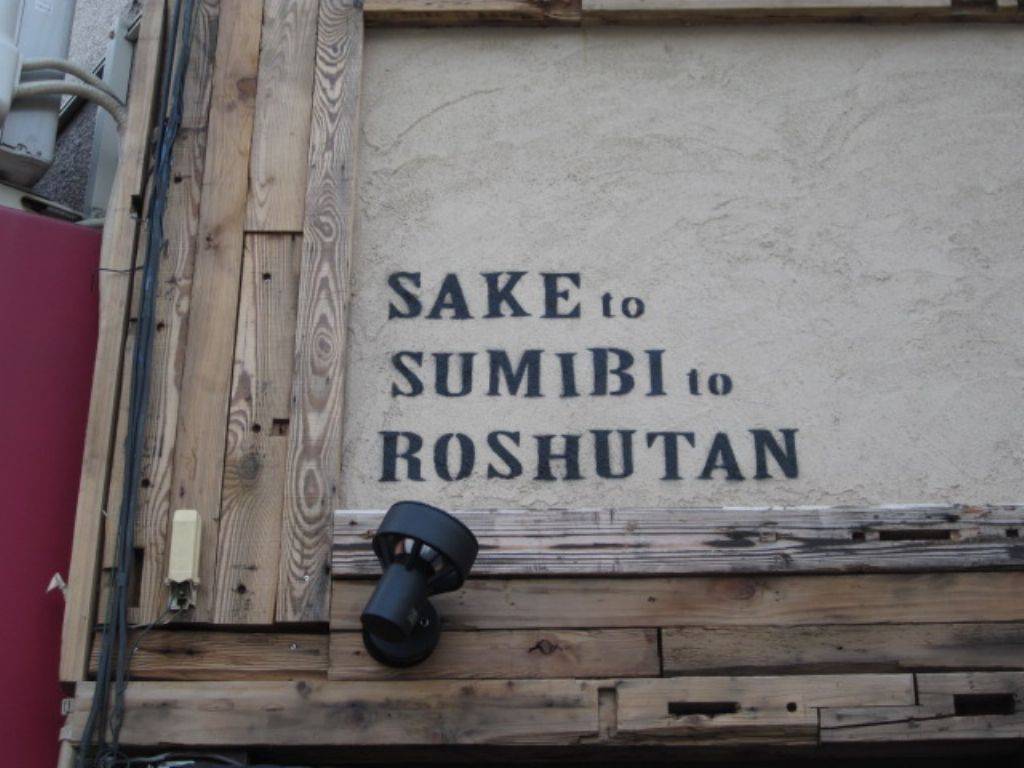 SAKE to
SUMIBI to
ROSHUTAN